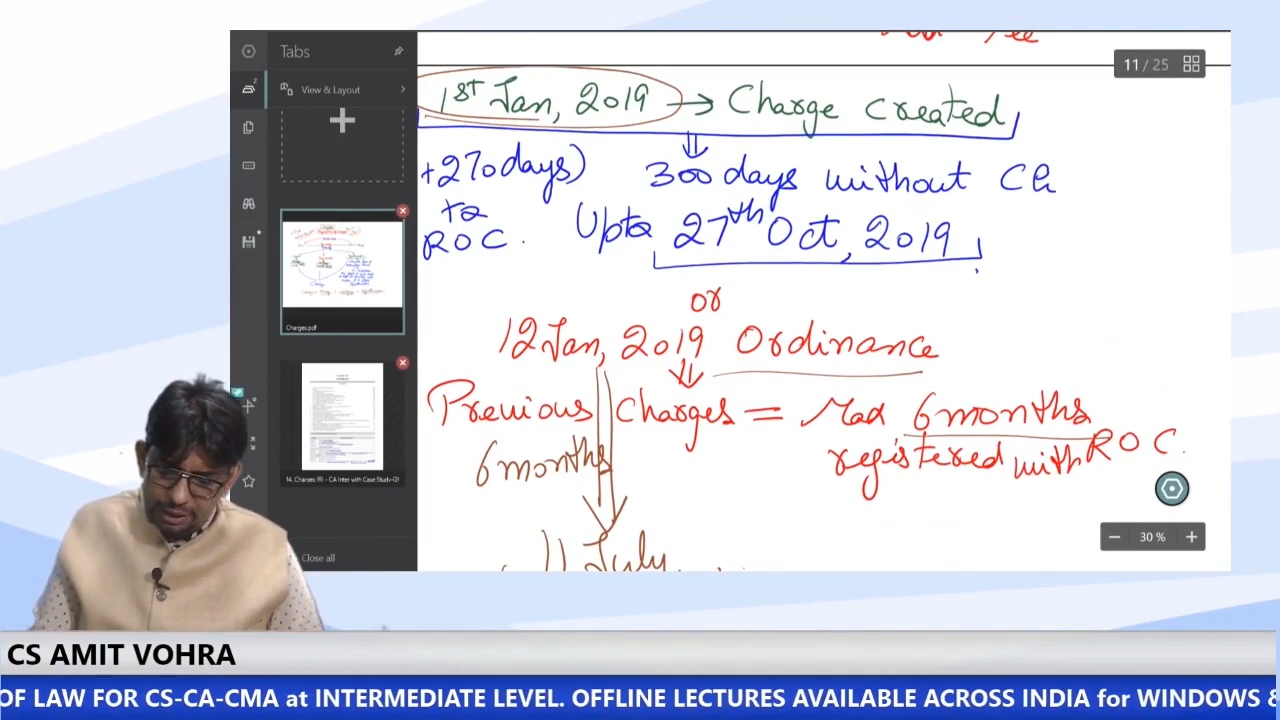 Tabs
11 / 25
View & Layout
1st Jan, 2019 → Charge created
+270 days)
to
ROC.
300 days without CG
Upto 27th Oct, 2019
or
12 Jan, 2019 Ordinance
Previous Charges = Max 6 months
registered with ROC.
6 months
11 July
Charges.pdf
14. Charges (R) - CA Inter with Case Study-(2)
Close all
30 %
CS AMIT VOHRA
OF LAW FOR CS-CA-CMA at INTERMEDIATE LEVEL. OFFLINE LECTURES AVAILABLE ACROSS INDIA for WINDOWS &